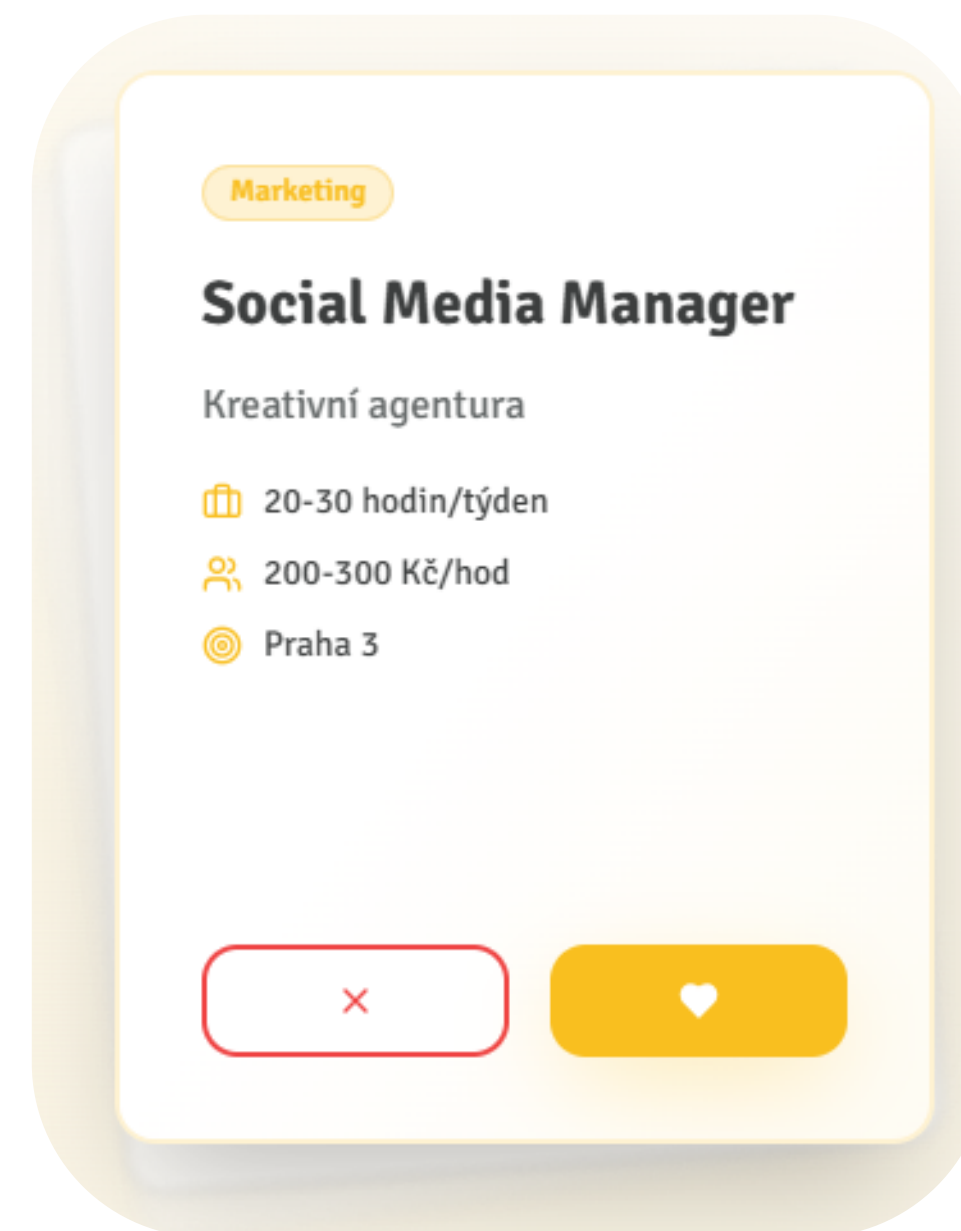 Marketing
Social Media Manager
Kreativní agentura
20-30 hodin/týden
200-300 Kč/hod
Praha 3